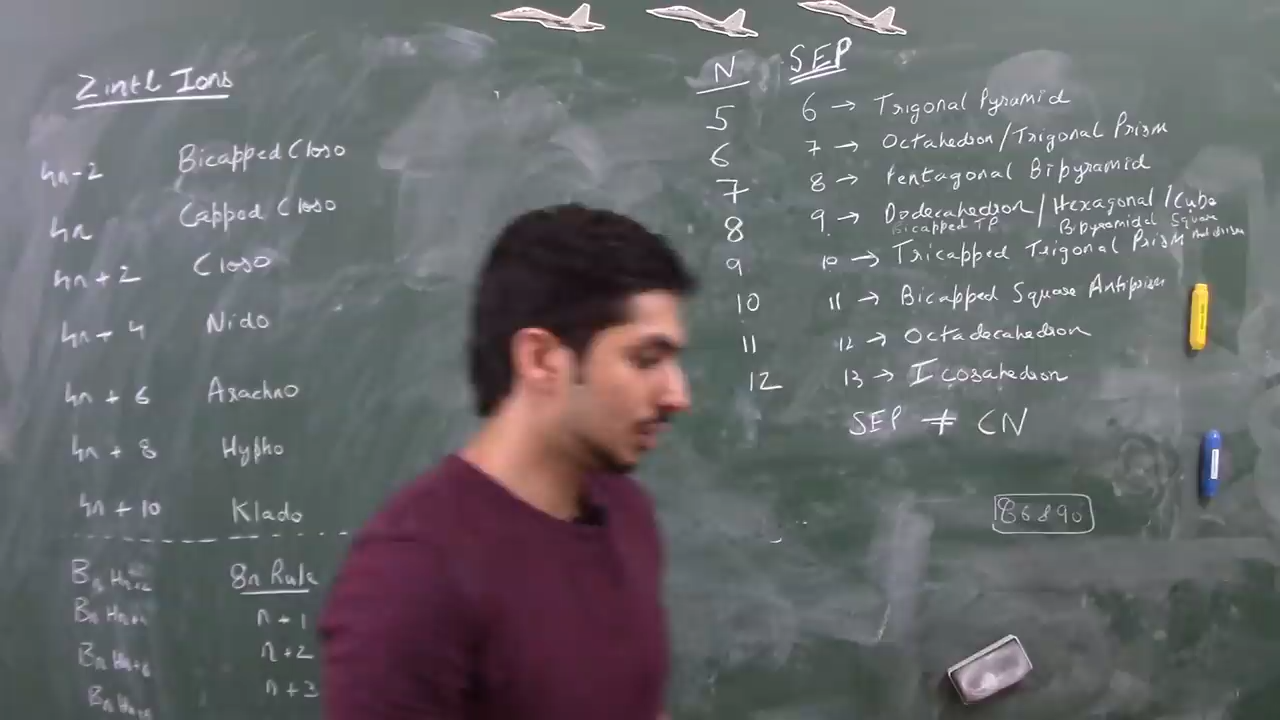 Zintl Ions
4n-2 Bicapped Closo
4n Capped Closo
4n + 2 Closo
4n + 4 Nido
4n + 6 Arachno
4n + 8 Hypho
4n + 10 Klado
8n Rule
n + 1
n + 2
n + 3
N SEP
5 6 → Trigonal Pyramid
6 7 → Octahedron / Trigonal Prism
7 8 → Pentagonal Bipyramid
8 9 → Dodecahedron / Hexagonal / Cube
Bicapped TP Bipyramidal Square
9 10 → Tricapped Trigonal Prism Antiprism
10 11 → Bicapped Square Antiprism
11 12 → Octadecahedron
12 13 → Icosahedron
SEP ≠ CN